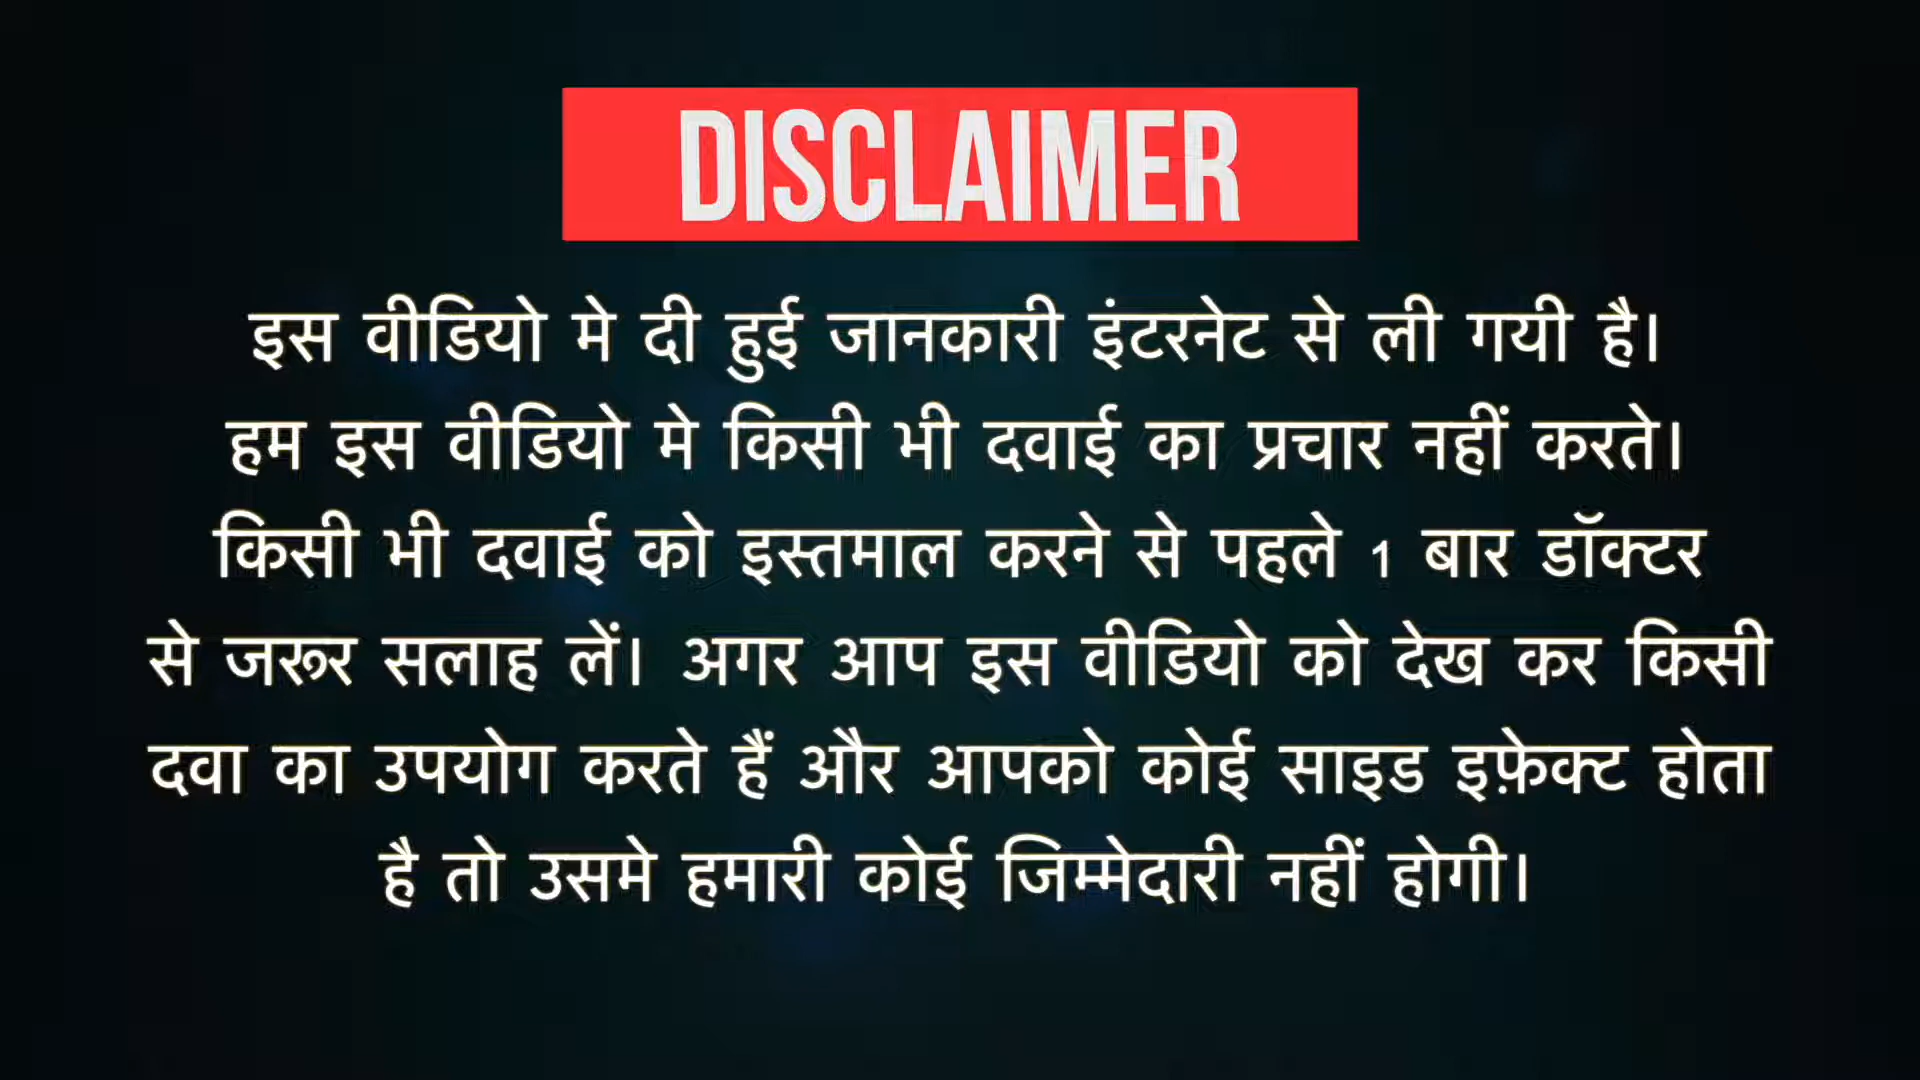 DISCLAIMER
इस वीडियो मे दी हुई जानकारी इंटरनेट से ली गयी है।
हम इस वीडियो मे किसी भी दवाई का प्रचार नहीं करते।
किसी भी दवाई को इस्तमाल करने से पहले 1 बार डॉक्टर
से जरूर सलाह लें। अगर आप इस वीडियो को देख कर किसी
दवा का उपयोग करते हैं और आपको कोई साइड इफ़ेक्ट होता
है तो उसमे हमारी कोई जिम्मेदारी नहीं होगी।